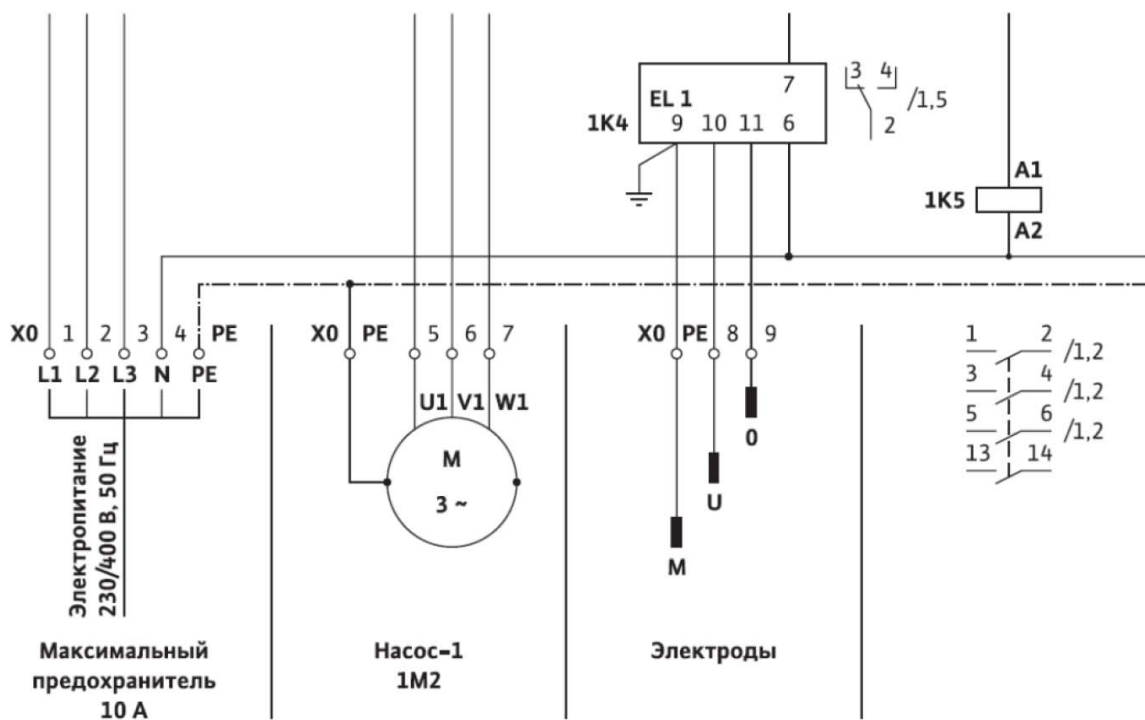 7
3 4
EL 1
/1,5
1K4 9 10 11 6
2
A1
1K5
A2
X0 1 2 3 4 PE
L1 L2 L3 N PE
X0 PE 5 6 7
U1 V1 W1
M
3 ~
X0 PE 8 9
0
U
M
1 2 /1,2
3 4 /1,2
5 6 /1,2
13 14
Электропитание
230/400 В, 50 Гц
Максимальный
предохранитель
10 А
Насос-1
1М2
Электроды